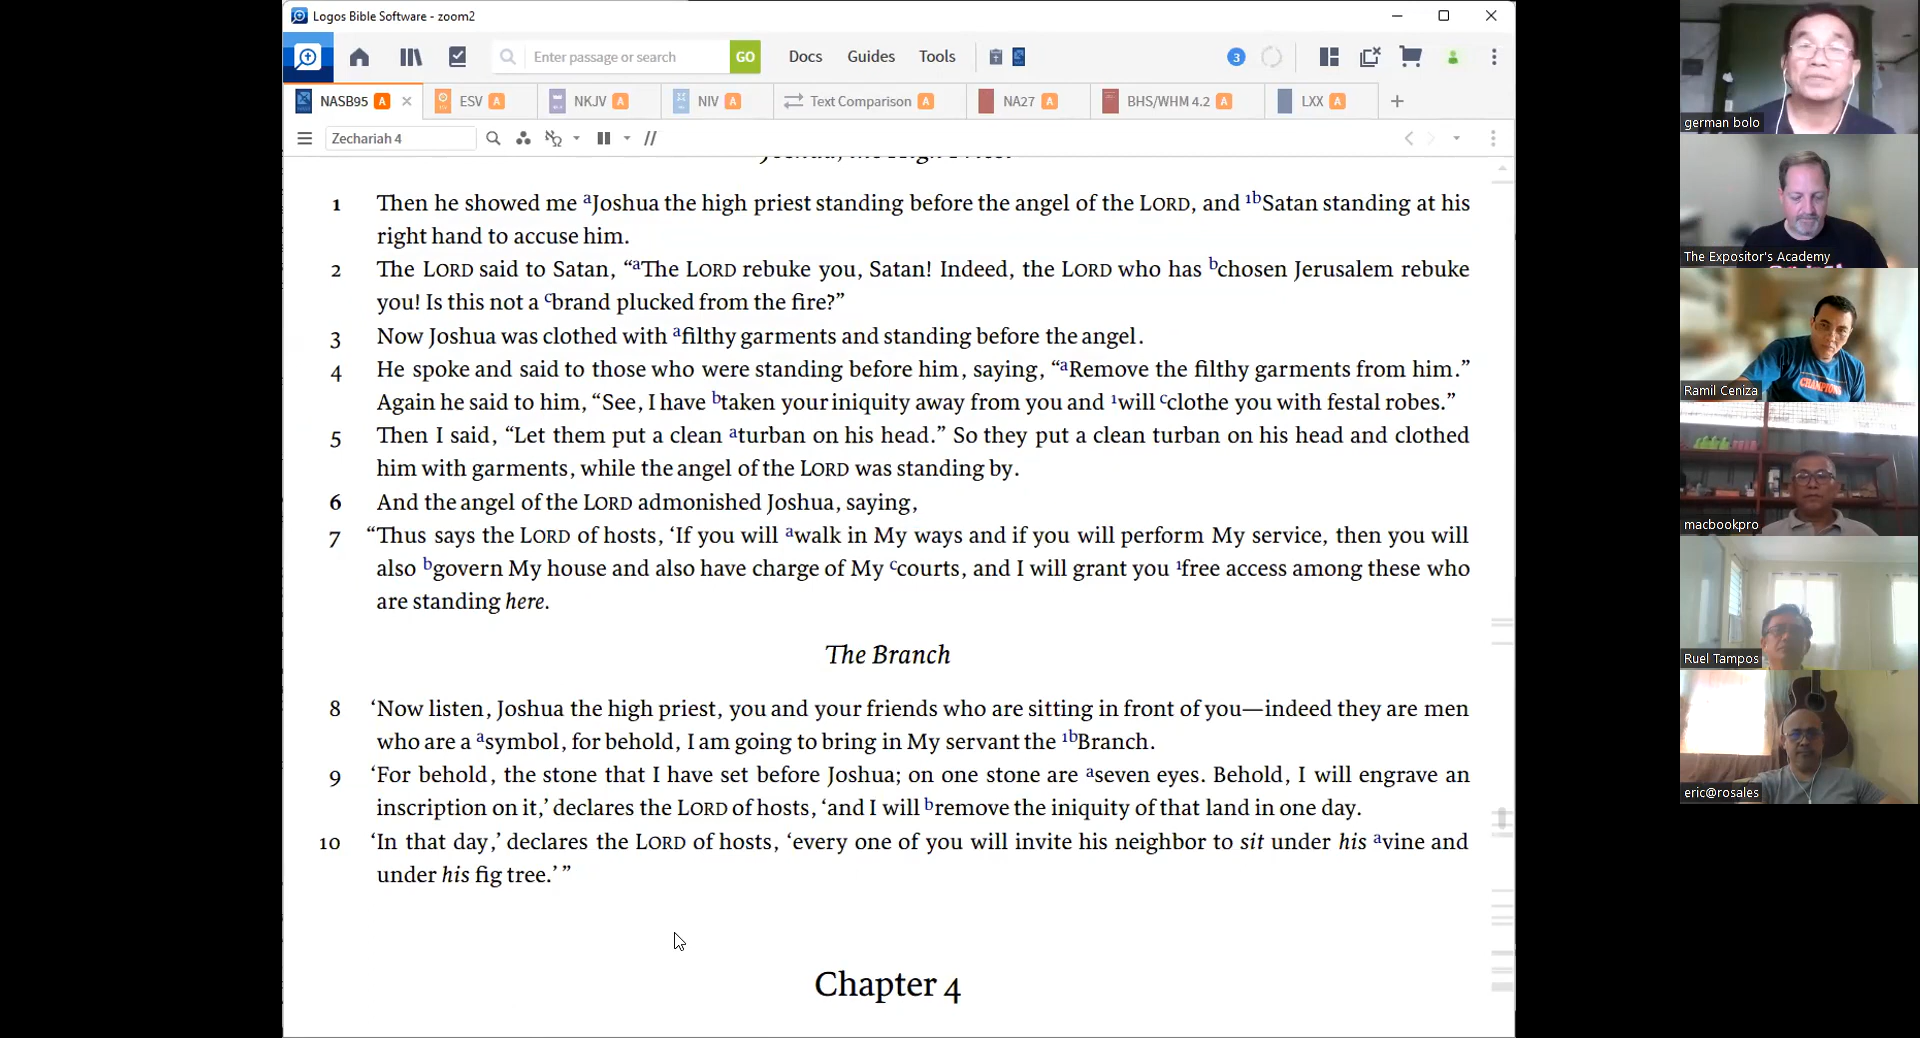 Logos Bible Software - zoom2
Enter passage or search
GO
Docs
Guides
Tools
3
NASB95 A
ESV A
NKJV A
NIV A
Text Comparison A
NA27 A
BHS/WHM 4.2 A
LXX A
Zechariah 4
Joshua, the High Priest
1 Then he showed me aJoshua the high priest standing before the angel of the LORD, and 1bSatan standing at his
right hand to accuse him.
2 The LORD said to Satan, “aThe LORD rebuke you, Satan! Indeed, the LORD who has bchosen Jerusalem rebuke
you! Is this not a cbrand plucked from the fire?”
3 Now Joshua was clothed with afilthy garments and standing before the angel.
4 He spoke and said to those who were standing before him, saying, “aRemove the filthy garments from him.”
Again he said to him, “See, I have btaken your iniquity away from you and 1will cclothe you with festal robes.”
5 Then I said, “Let them put a clean aturban on his head.” So they put a clean turban on his head and clothed
him with garments, while the angel of the LORD was standing by.
6 And the angel of the LORD admonished Joshua, saying,
7 “Thus says the LORD of hosts, ‘If you will awalk in My ways and if you will perform My service, then you will
also bgovern My house and also have charge of My ccourts, and I will grant you 1free access among these who
are standing here.
The Branch
8 ‘Now listen, Joshua the high priest, you and your friends who are sitting in front of you—indeed they are men
who are a asymbol, for behold, I am going to bring in My servant the 1bBranch.
9 ‘For behold, the stone that I have set before Joshua; on one stone are aseven eyes. Behold, I will engrave an
inscription on it,’ declares the LORD of hosts, ‘and I will bremove the iniquity of that land in one day.
10 ‘In that day,’ declares the LORD of hosts, ‘every one of you will invite his neighbor to sit under his avine and
under his fig tree.’ ”
Chapter 4
german bolo
The Expositor's Academy
Ramil Ceniza
CHAMPIONS
macbookpro
Ruel Tampos
eric@rosales